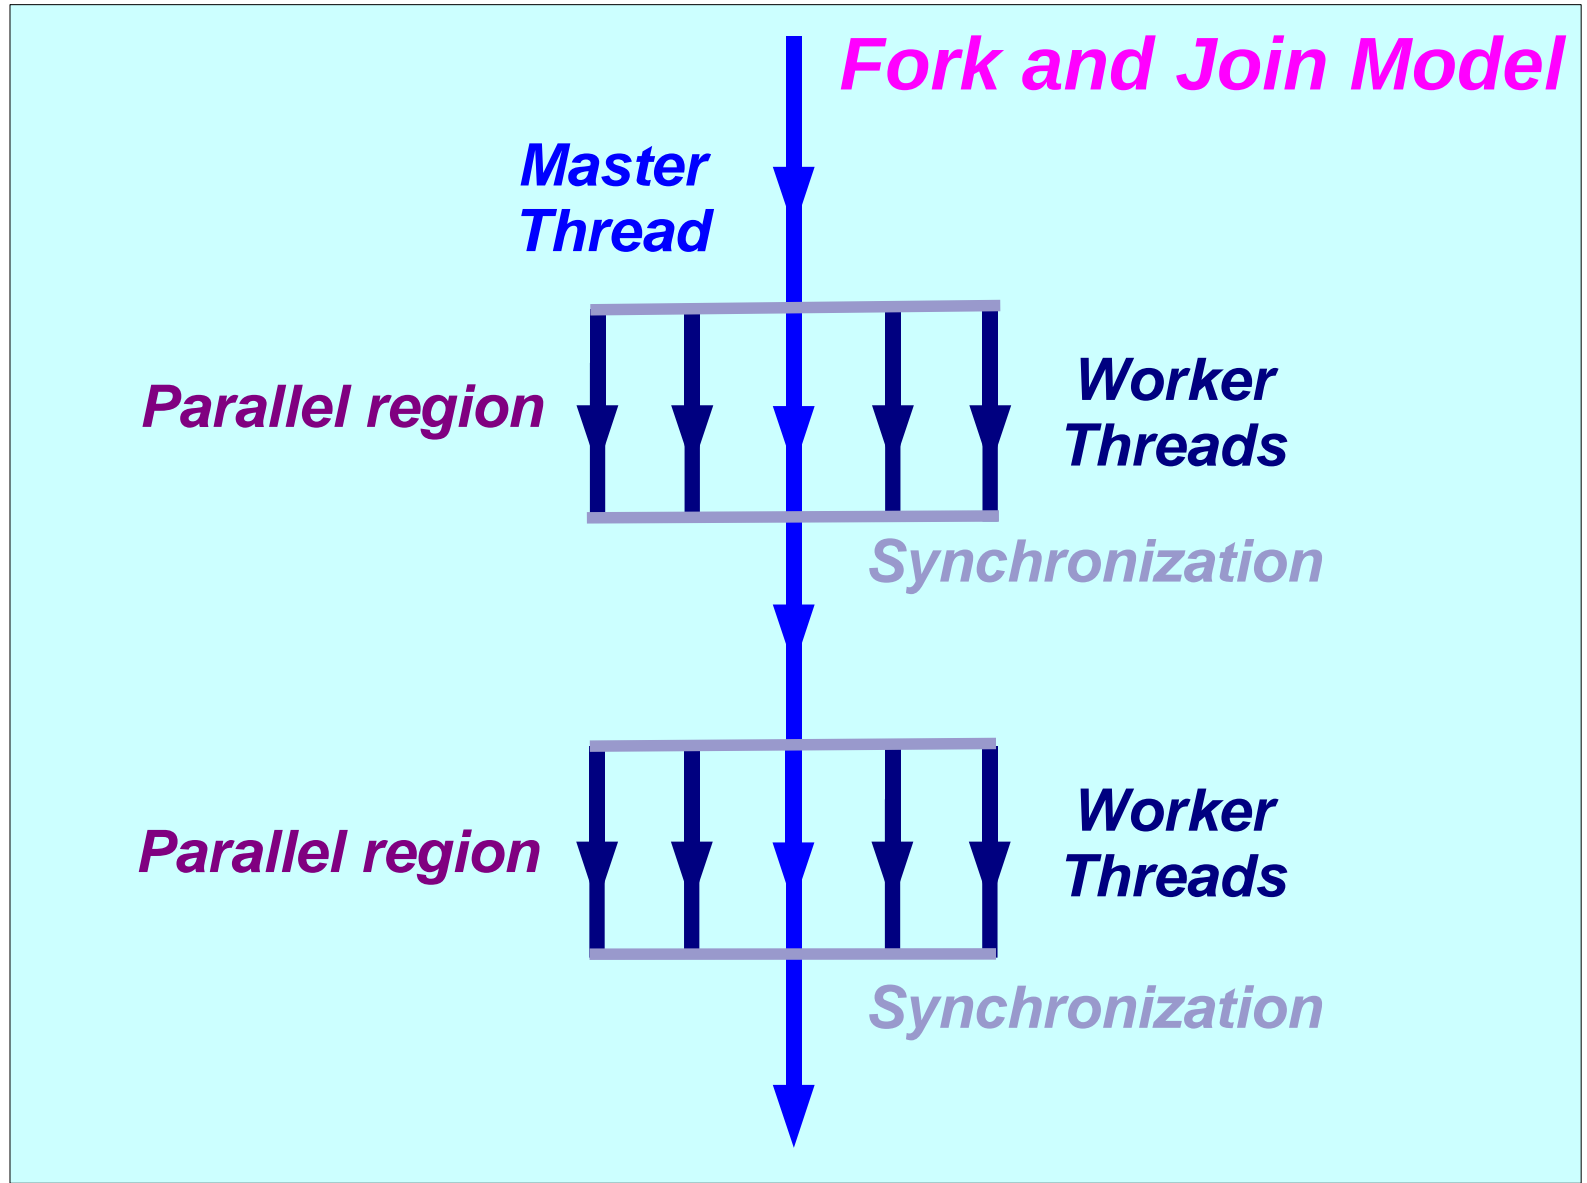 Fork and Join Model
Master
Thread
Parallel region
Worker
Threads
Synchronization
Parallel region
Worker
Threads
Synchronization